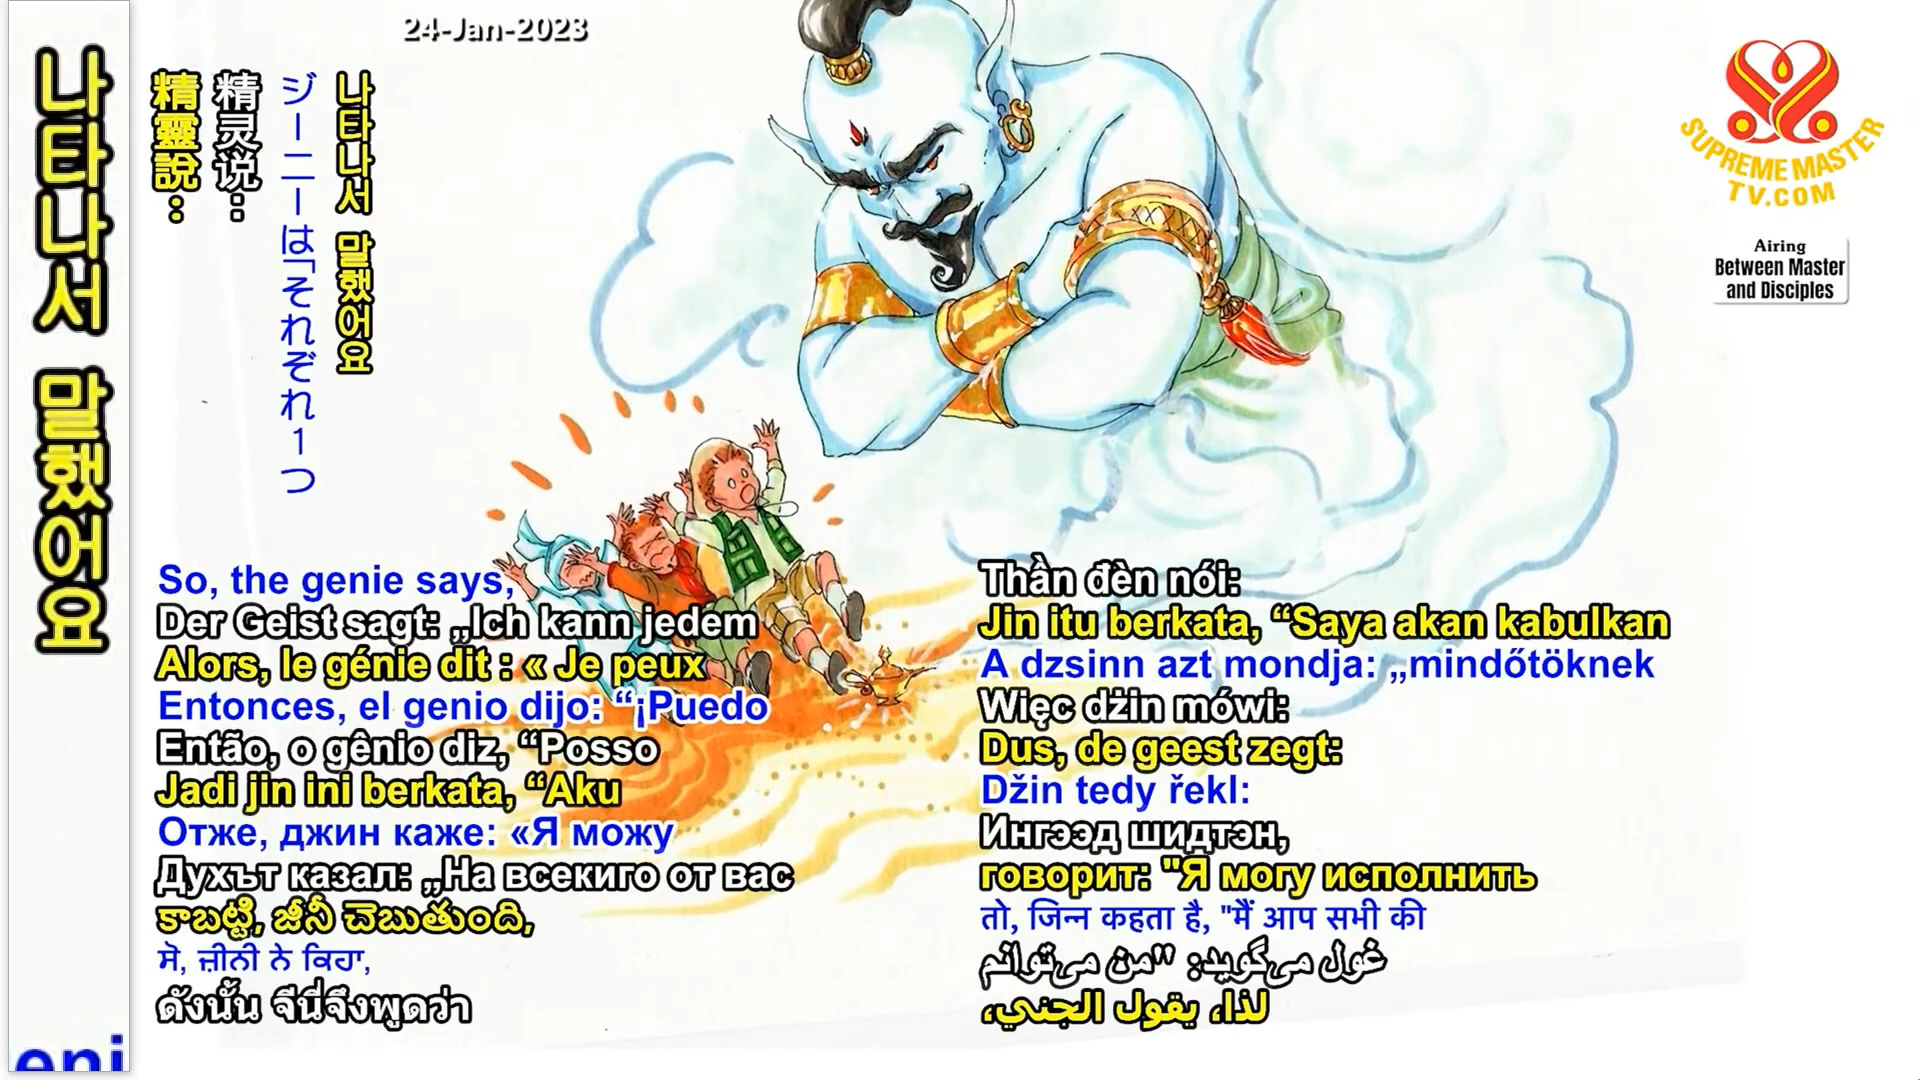 24-Jan-2023
나타나서 말했어요
精靈說：
精灵说：
ジーニーは「それぞれ１つ
나타나서 말했어요
SUPREME MASTER
TV.COM
Airing
Between Master
and Disciples
So, the genie says,
Der Geist sagt: „Ich kann jedem
Alors, le génie dit : « Je peux
Entonces, el genio dijo: “¡Puedo
Então, o gênio diz, “Posso
Jadi jin ini berkata, “Aku
Отже, джин каже: «Я можу
Духът казал: „На всекиго от вас
కాబట్టి, జీనీ చెబుతుంది,
ਸੋ, ਜ਼ੀਨੀ ਨੇ ਕਿਹਾ,
ดังนั้น จีนี่จึงพูดว่า
Thần đèn nói:
Jin itu berkata, “Saya akan kabulkan
A dzsinn azt mondja: „mindőtöknek
Więc dżin mówi:
Dus, de geest zegt:
Džin tedy řekl:
Ингээд шидтэн,
говорит: "Я могу исполнить
तो, जिन्न कहता है, "मैं आप सभी की
غول می‌گوید: "من می‌توانم
لذا، يقول الجني،
eni